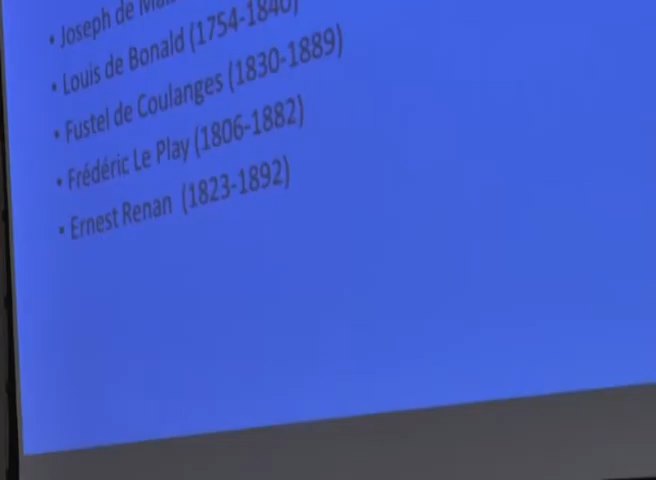 • Joseph de
• Louis de Bonald (1754-1840)
• Fustel de Coulanges (1830-1889)
• Frédéric Le Play (1806-1882)
• Ernest Renan (1823-1892)